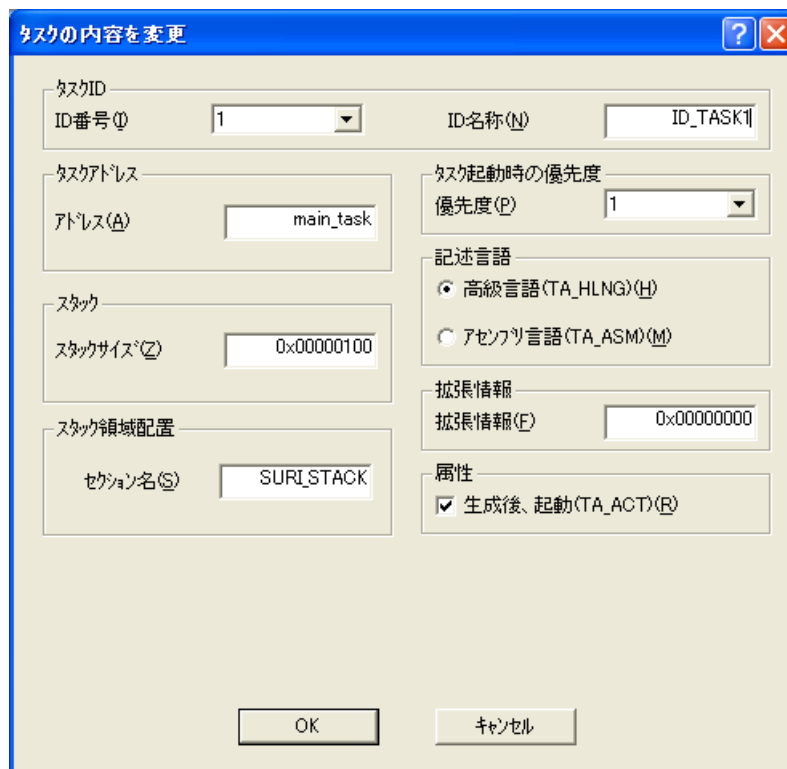 タスクの内容を変更
タスクID
ID番号(I)
1
ID名称(N)
ID_TASK1
タスクアドレス
アドレス(A)
main_task
タスク起動時の優先度
優先度(P)
1
記述言語
高級言語(TA_HLNG)(H)
アセンブリ言語(TA_ASM)(M)
スタック
スタックサイズ(Z)
0x00000100
拡張情報
拡張情報(F)
0x00000000
スタック領域配置
セクション名(S)
SURI_STACK
属性
生成後、起動(TA_ACT)(R)
OK
キャンセル